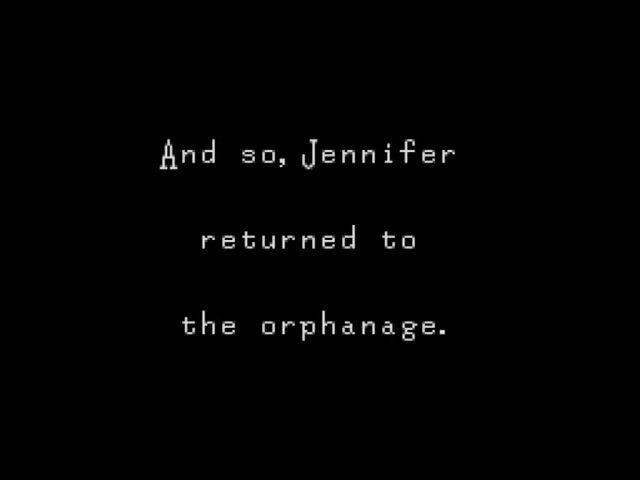 And so, Jennifer
returned to
the orphanage.